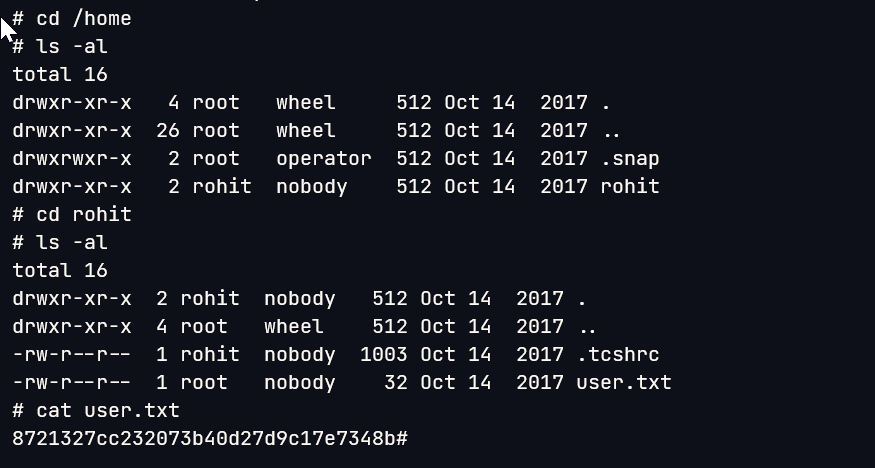 # cd /home
# ls -al
total 16
drwxr-xr-x   4 root   wheel     512 Oct 14  2017 .
drwxr-xr-x  26 root   wheel     512 Oct 14  2017 ..
drwxrwxr-x   2 root   operator  512 Oct 14  2017 .snap
drwxr-xr-x   2 rohit  nobody    512 Oct 14  2017 rohit
# cd rohit
# ls -al
total 16
drwxr-xr-x  2 rohit  nobody   512 Oct 14  2017 .
drwxr-xr-x  4 root   wheel    512 Oct 14  2017 ..
-rw-r--r--  1 rohit  nobody  1003 Oct 14  2017 .tcshrc
-rw-r--r--  1 root   nobody    32 Oct 14  2017 user.txt
# cat user.txt
8721327cc232073b40d27d9c17e7348b#